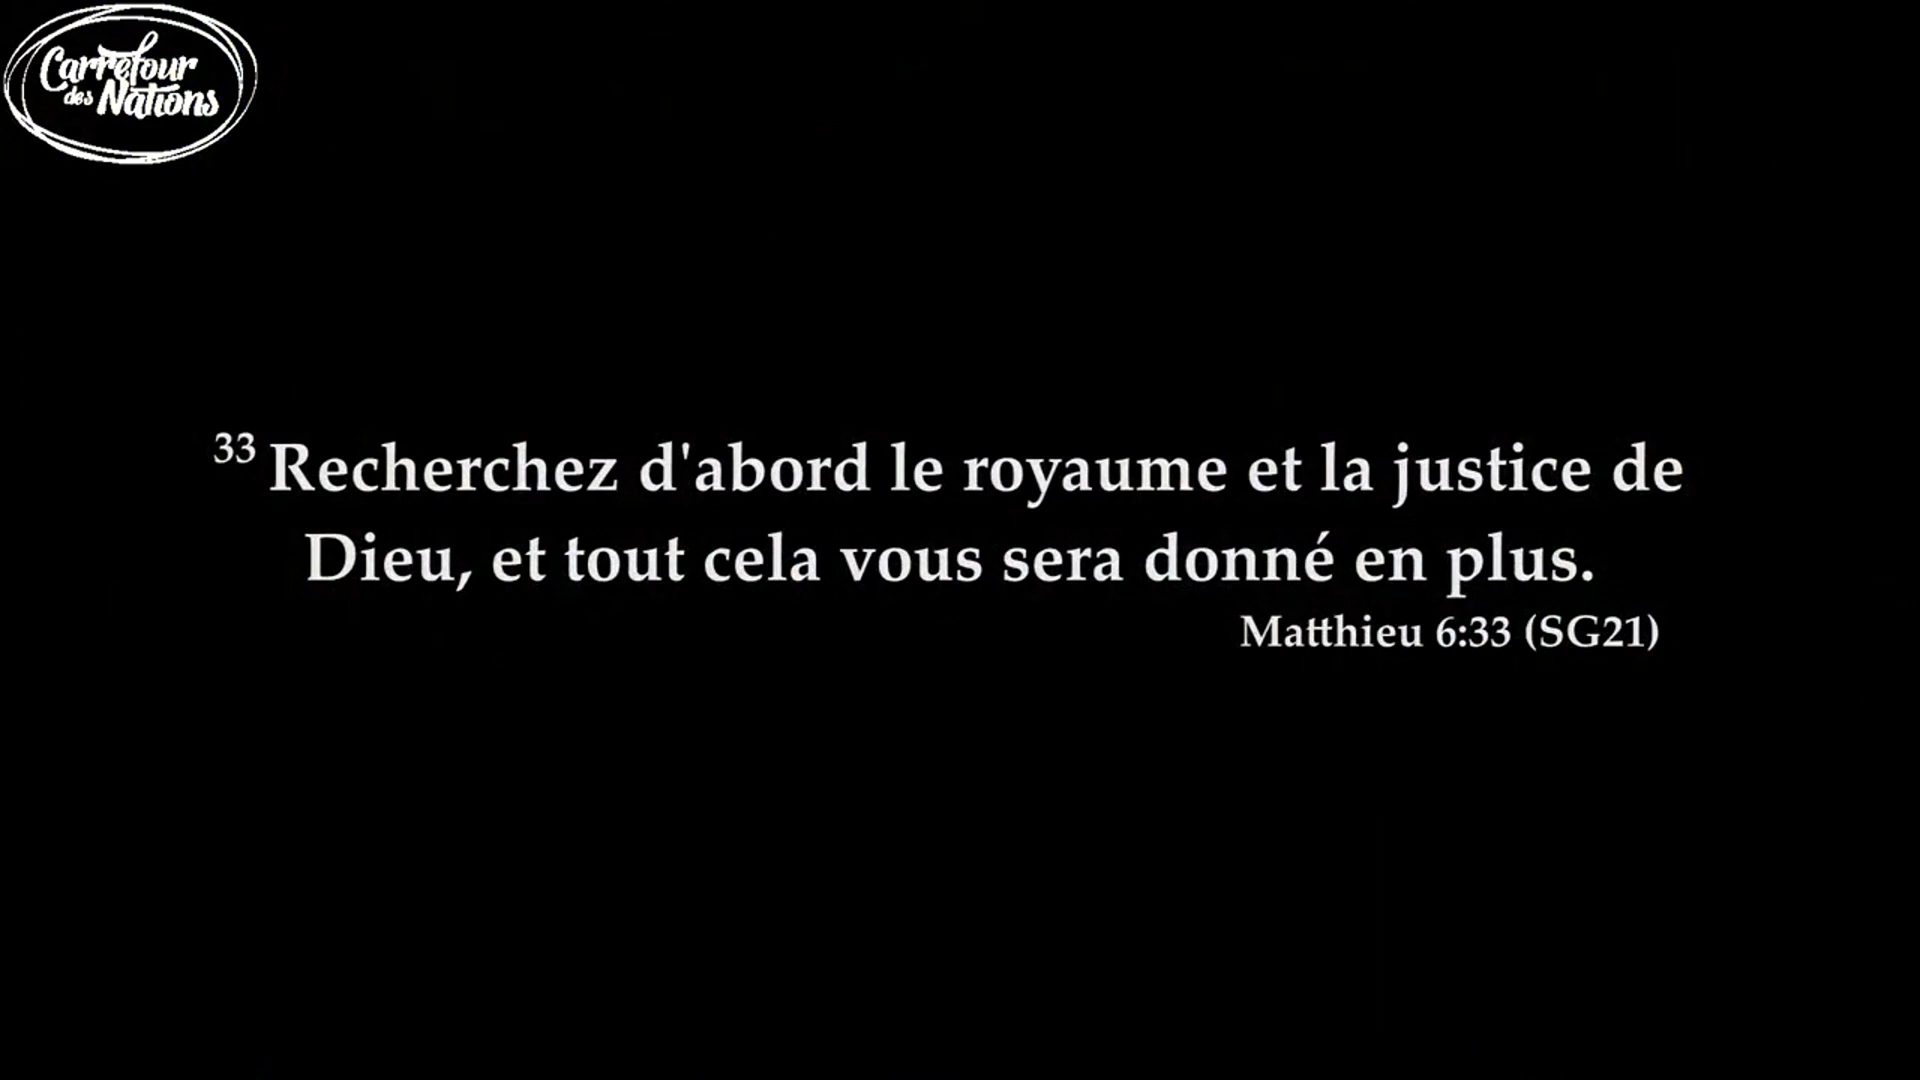 Carrefour
des Nations
33 Recherchez d'abord le royaume et la justice de
Dieu, et tout cela vous sera donné en plus.
Matthieu 6:33 (SG21)